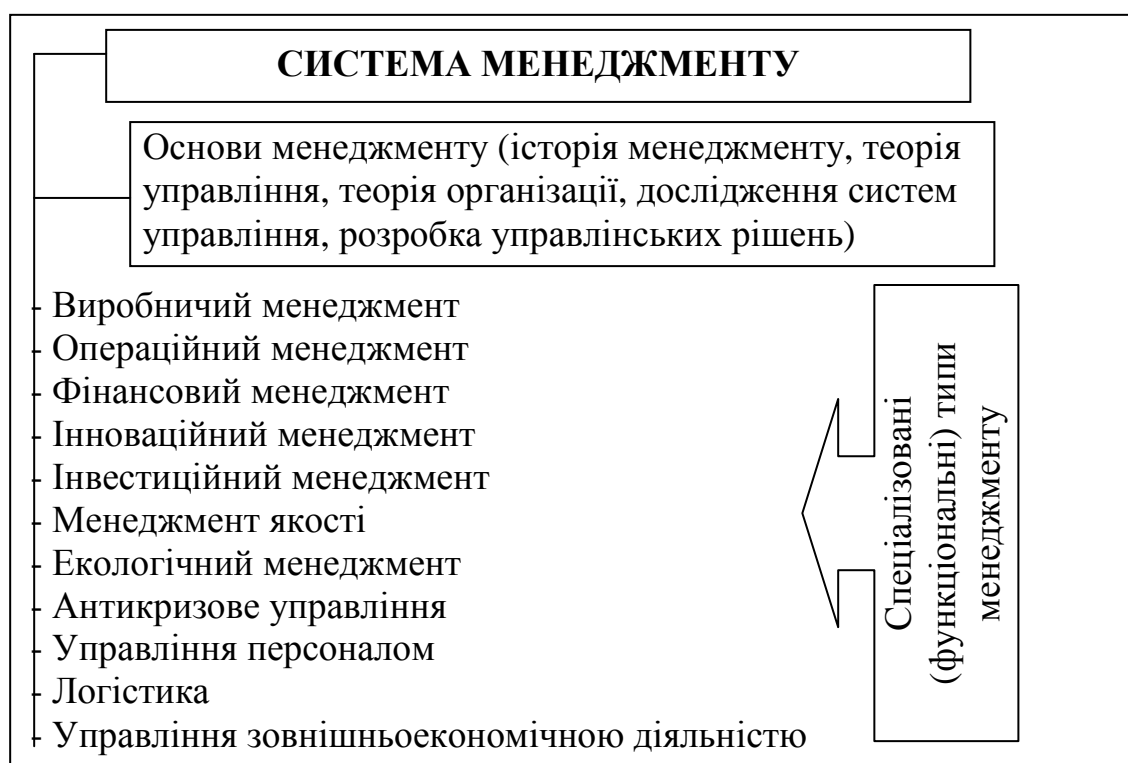 СИСТЕМА МЕНЕДЖМЕНТУ
Основи менеджменту (історія менеджменту, теорія
управління, теорія організації, дослідження систем
управління, розробка управлінських рішень)
- Виробничий менеджмент
- Операційний менеджмент
- Фінансовий менеджмент
- Інноваційний менеджмент
- Інвестиційний менеджмент
- Менеджмент якості
- Екологічний менеджмент
- Антикризове управління
- Управління персоналом
- Логістика
- Управління зовнішньоекономічною діяльністю
Спеціалізовані
(функціональні) типи
менеджменту